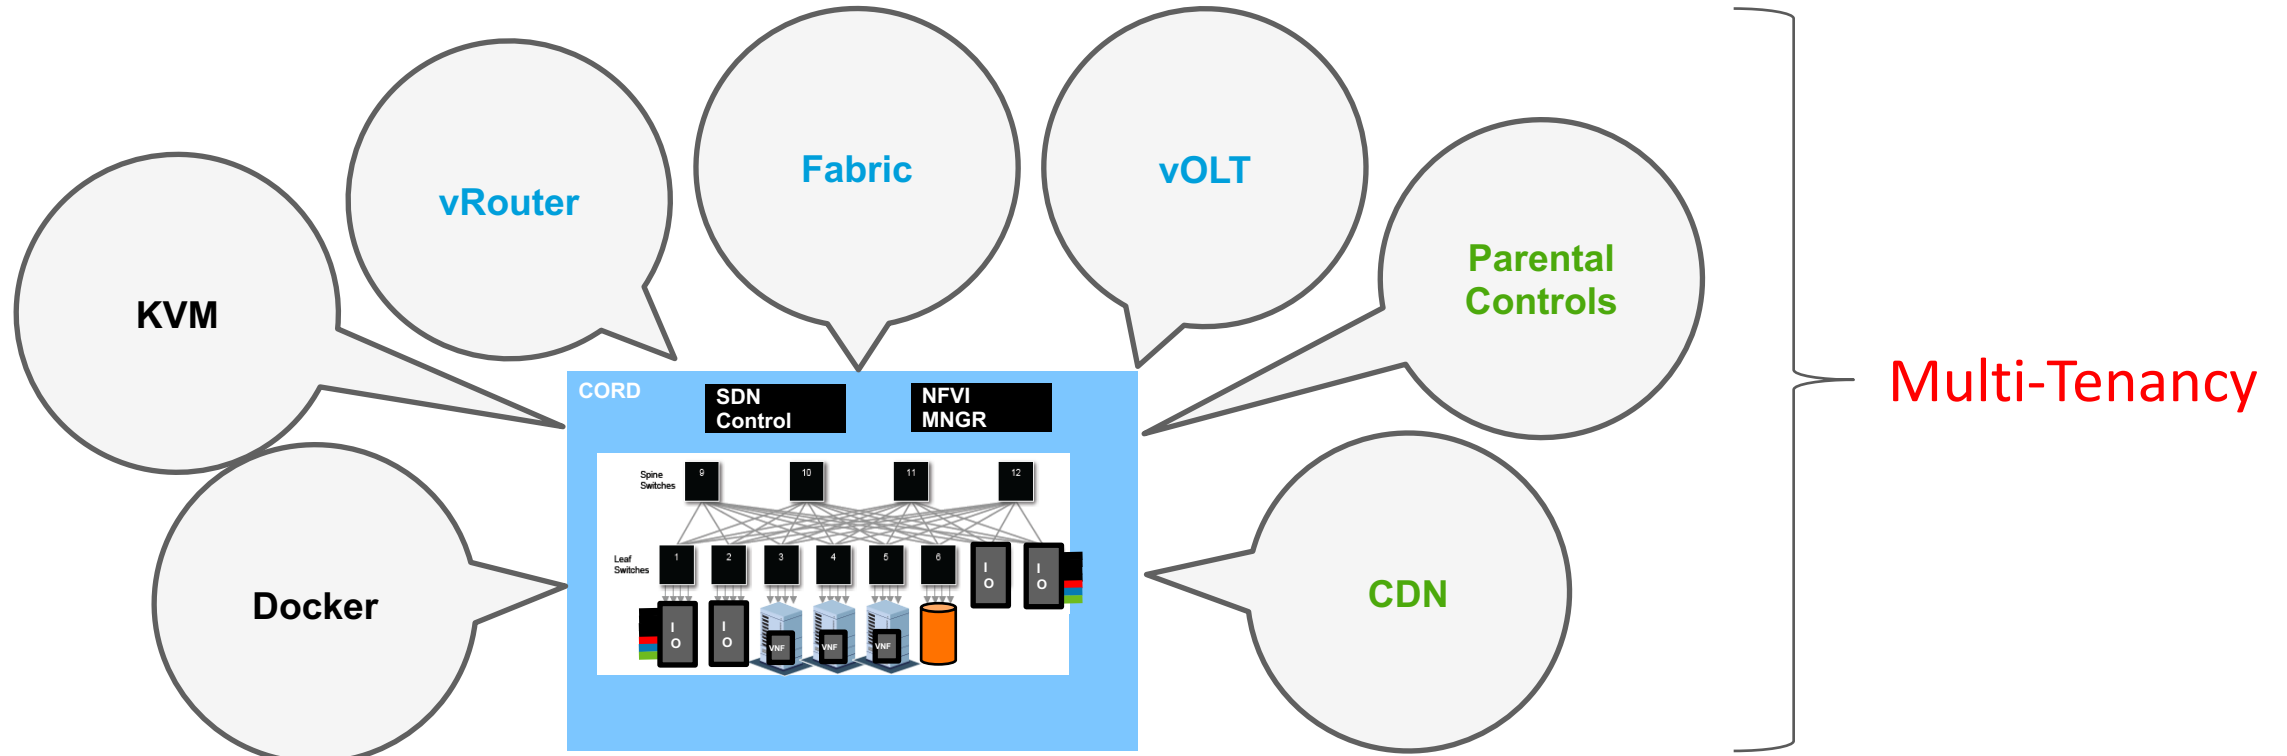 Fabric
vOLT
vRouter
Parental
Controls
KVM
Multi-Tenancy
CORD
SDN
Control
NFVI
MNGR
Spine
Switches
9
10
11
12
Leaf
Switches
1
2
3
4
5
6
I
O
I
O
I
O
I
O
VNF
VNF
VNF
Docker
CDN